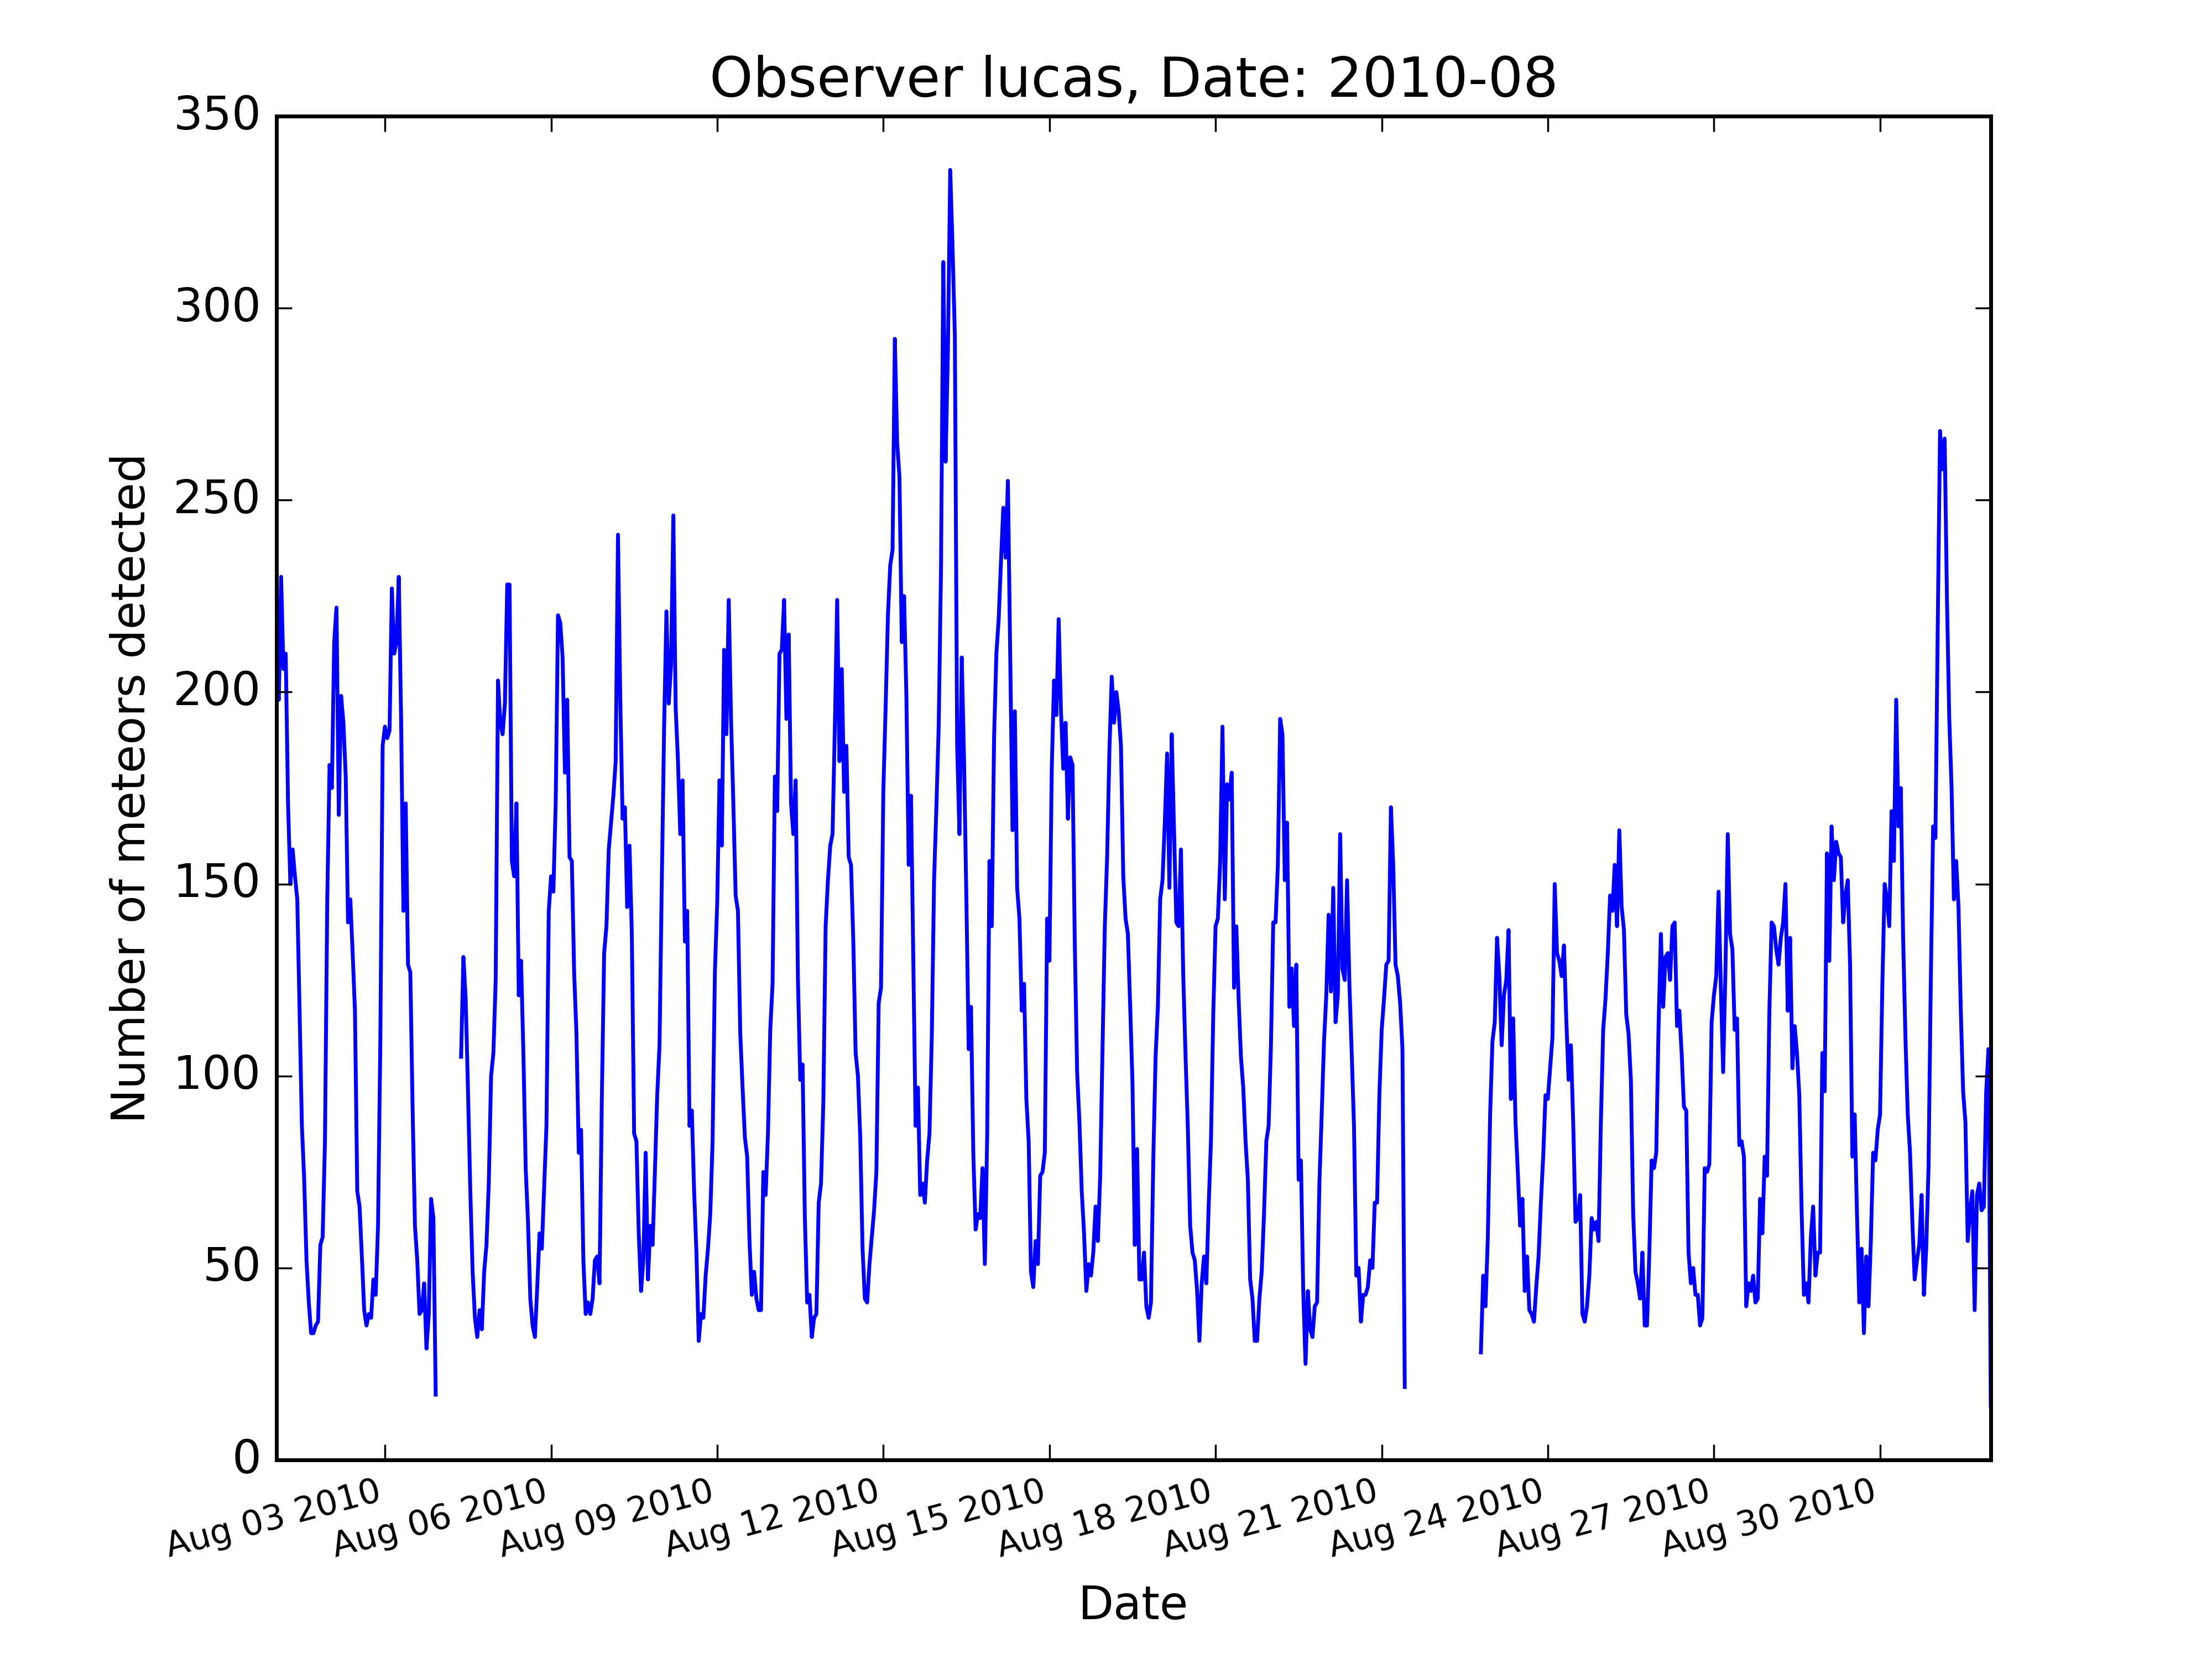 Observer lucas, Date: 2010-08
Number of meteors detected
350
300
250
200
150
100
50
0
Aug 03 2010
Aug 06 2010
Aug 09 2010
Aug 12 2010
Aug 15 2010
Aug 18 2010
Aug 21 2010
Aug 24 2010
Aug 27 2010
Aug 30 2010
Date